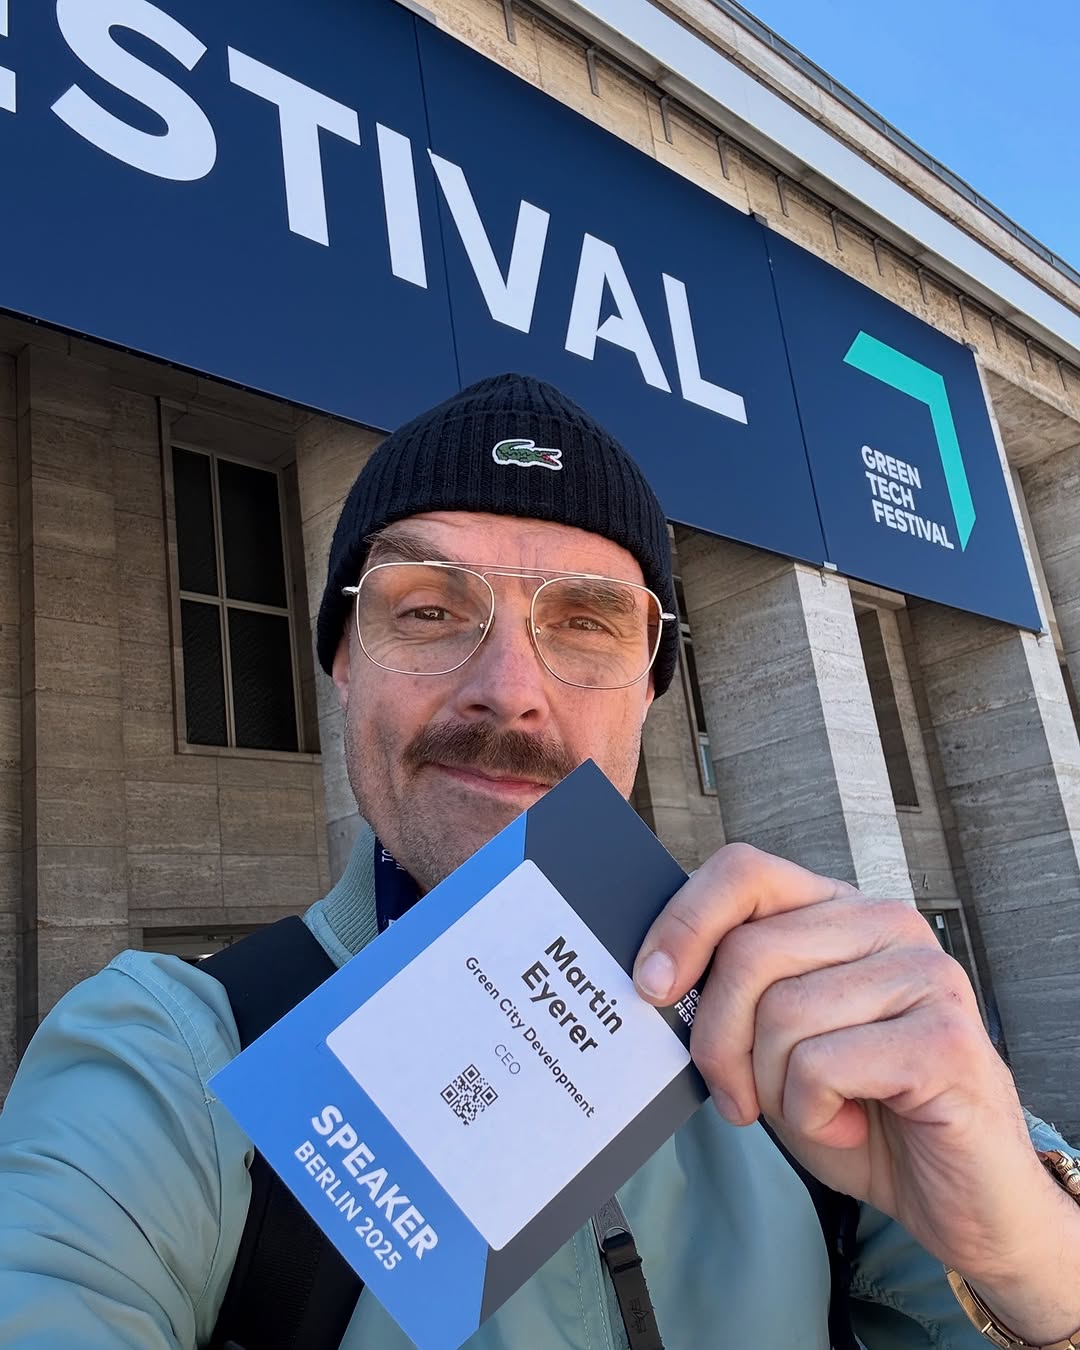 ESTIVAL
GREEN
TECH
FESTIVAL
Martin
Eyerer
Green City Development
CEO
SPEAKER
BERLIN 2025